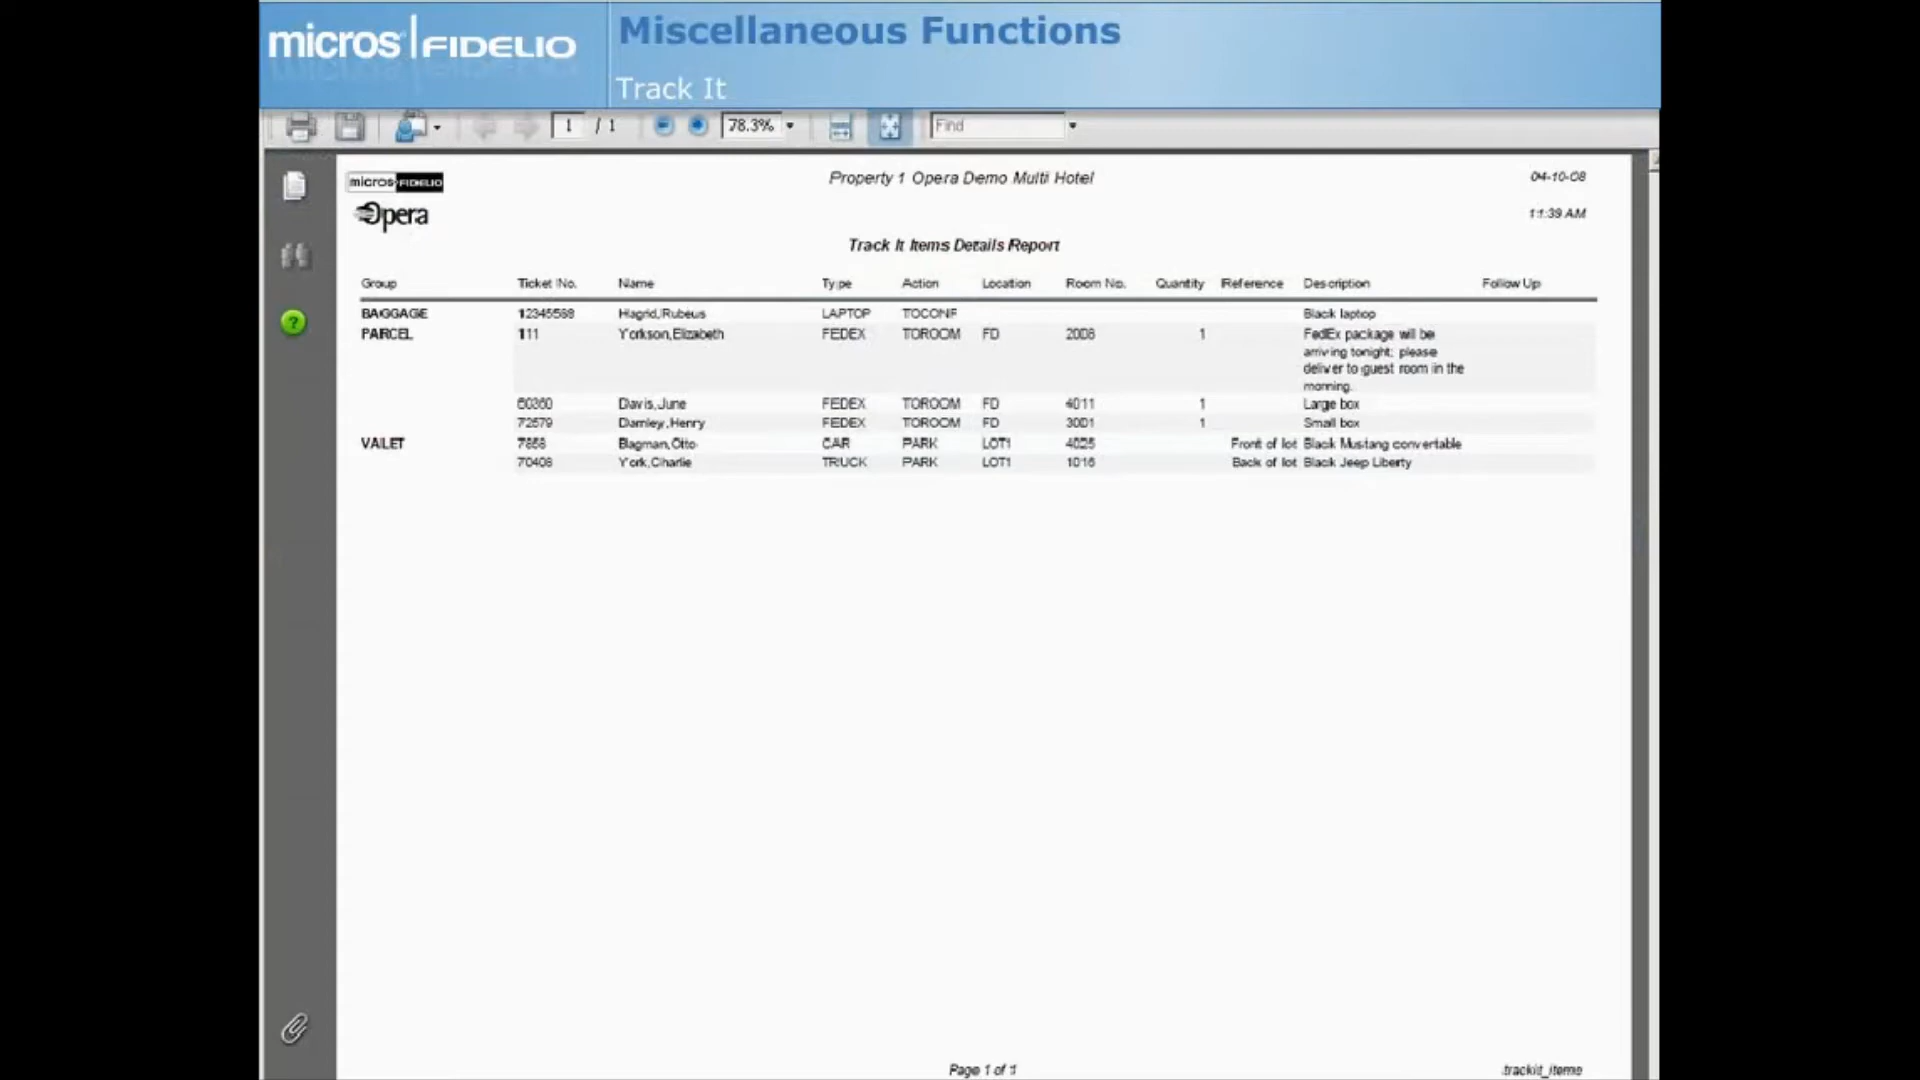 micros FIDELIO
Miscellaneous Functions
Track It
1 / 1 78.3% Find
micros FIDELIO
Property 1 Opera Demo Multi Hotel
04-10-08
Opera
11:39 AM
Track It Items Details Report
Group Ticket No. Name Type Action Location Room No. Quantity Reference Description Follow Up
BAGGAGE Hagrid,Rubeus LAPTOP TOCONF Black laptop
PARCEL 111 Yorkson,Elizabeth FEDEX TOROOM FD 1 FedEx package will be
arriving tonight; please
deliver to guest room in the
morning.
Davis,June FEDEX TOROOM FD 4011 1 Large box
72579 Darnley,Henry FEDEX TOROOM FD 3001 1 Small box
VALET Bagman,Otto CAR PARK LOT1 4025 Front of lot Black Mustang convertable
70408 York,Charlie TRUCK PARK LOT1 1016 Back of lot Black Jeep Liberty
Page 1 of 1
trackit_items